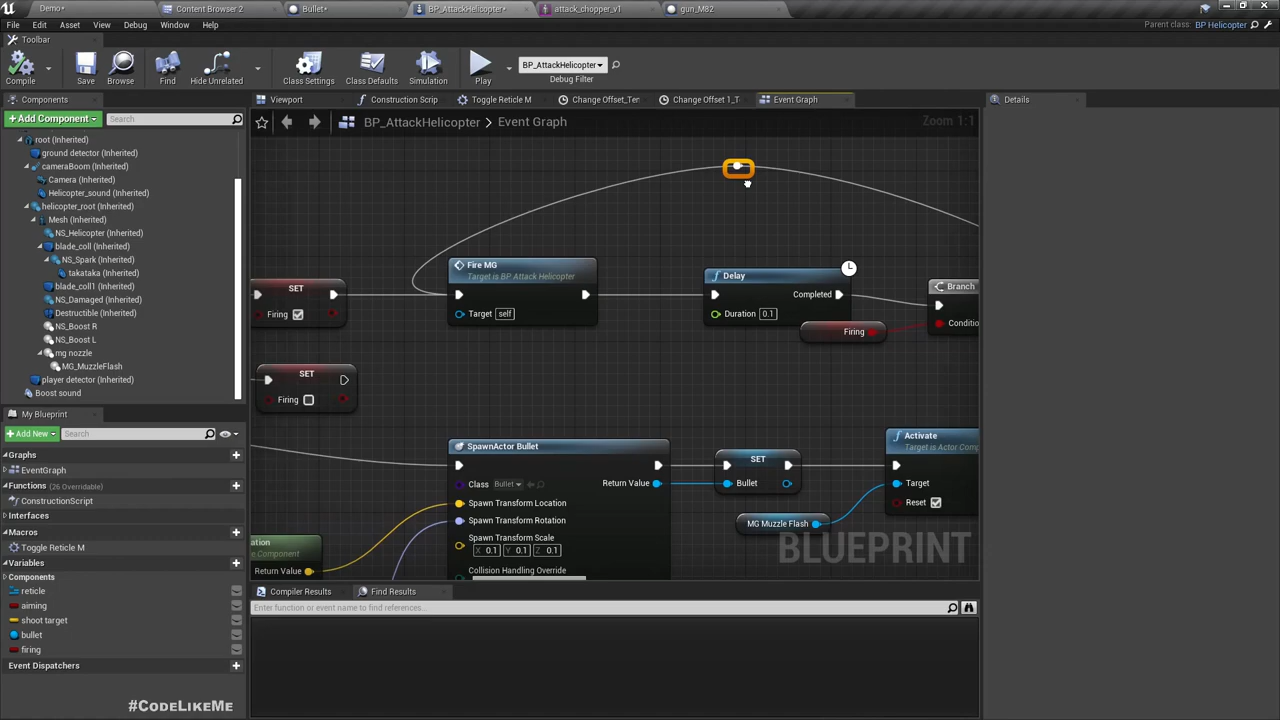 Demo*
Content Browser 2
Bullet*
BP_AttackHelicopter*
attack_chopper_v1
gun_M82
File Edit Asset View Debug Window Help
Parent class: BP Helicopter
Toolbar
Compile
Save
Browse
Find
Hide Unrelated
Class Settings
Class Defaults
Simulation
Play
BP_AttackHelicopter
Debug Filter
Components
+Add Component
Search
root (Inherited)
ground detector (Inherited)
cameraBoom (Inherited)
Camera (Inherited)
Helicopter_sound (Inherited)
helicopter_root (Inherited)
Mesh (Inherited)
NS_Helicopter (Inherited)
blade_coll (Inherited)
NS_Spark (Inherited)
takataka (Inherited)
blade_coll1 (Inherited)
NS_Damaged (Inherited)
Destructible (Inherited)
NS_Boost R
NS_Boost L
mg nozzle
MG_MuzzleFlash
player detector (Inherited)
Boost sound
My Blueprint
+Add New
Search
Graphs
EventGraph
Functions (26 Overridable)
ConstructionScript
Interfaces
Macros
Toggle Reticle M
Variables
Components
reticle
aiming
shoot target
bullet
firing
Event Dispatchers
#CodeLikeMe
Viewport
Construction Scrip
Toggle Reticle M
Change Offset_Ten
Change Offset 1_T
Event Graph
BP_AttackHelicopter > Event Graph
Zoom 1:1
SET
Firing
Fire MG
Target is BP Attack Helicopter
Target self
Delay
Completed
Duration 0.1
Firing
Branch
Conditio
SET
Firing
SpawnActor Bullet
Class Bullet
Return Value
Spawn Transform Location
Spawn Transform Rotation
Spawn Transform Scale
X 0.1 Y 0.1 Z 0.1
Collision Handling Override
SET
Bullet
MG Muzzle Flash
Activate
Target is Actor Comp
Target
Reset
ation
e Component
Return Value
BLUEPRINT
Compiler Results
Find Results
Enter function or event name to find references...
Details